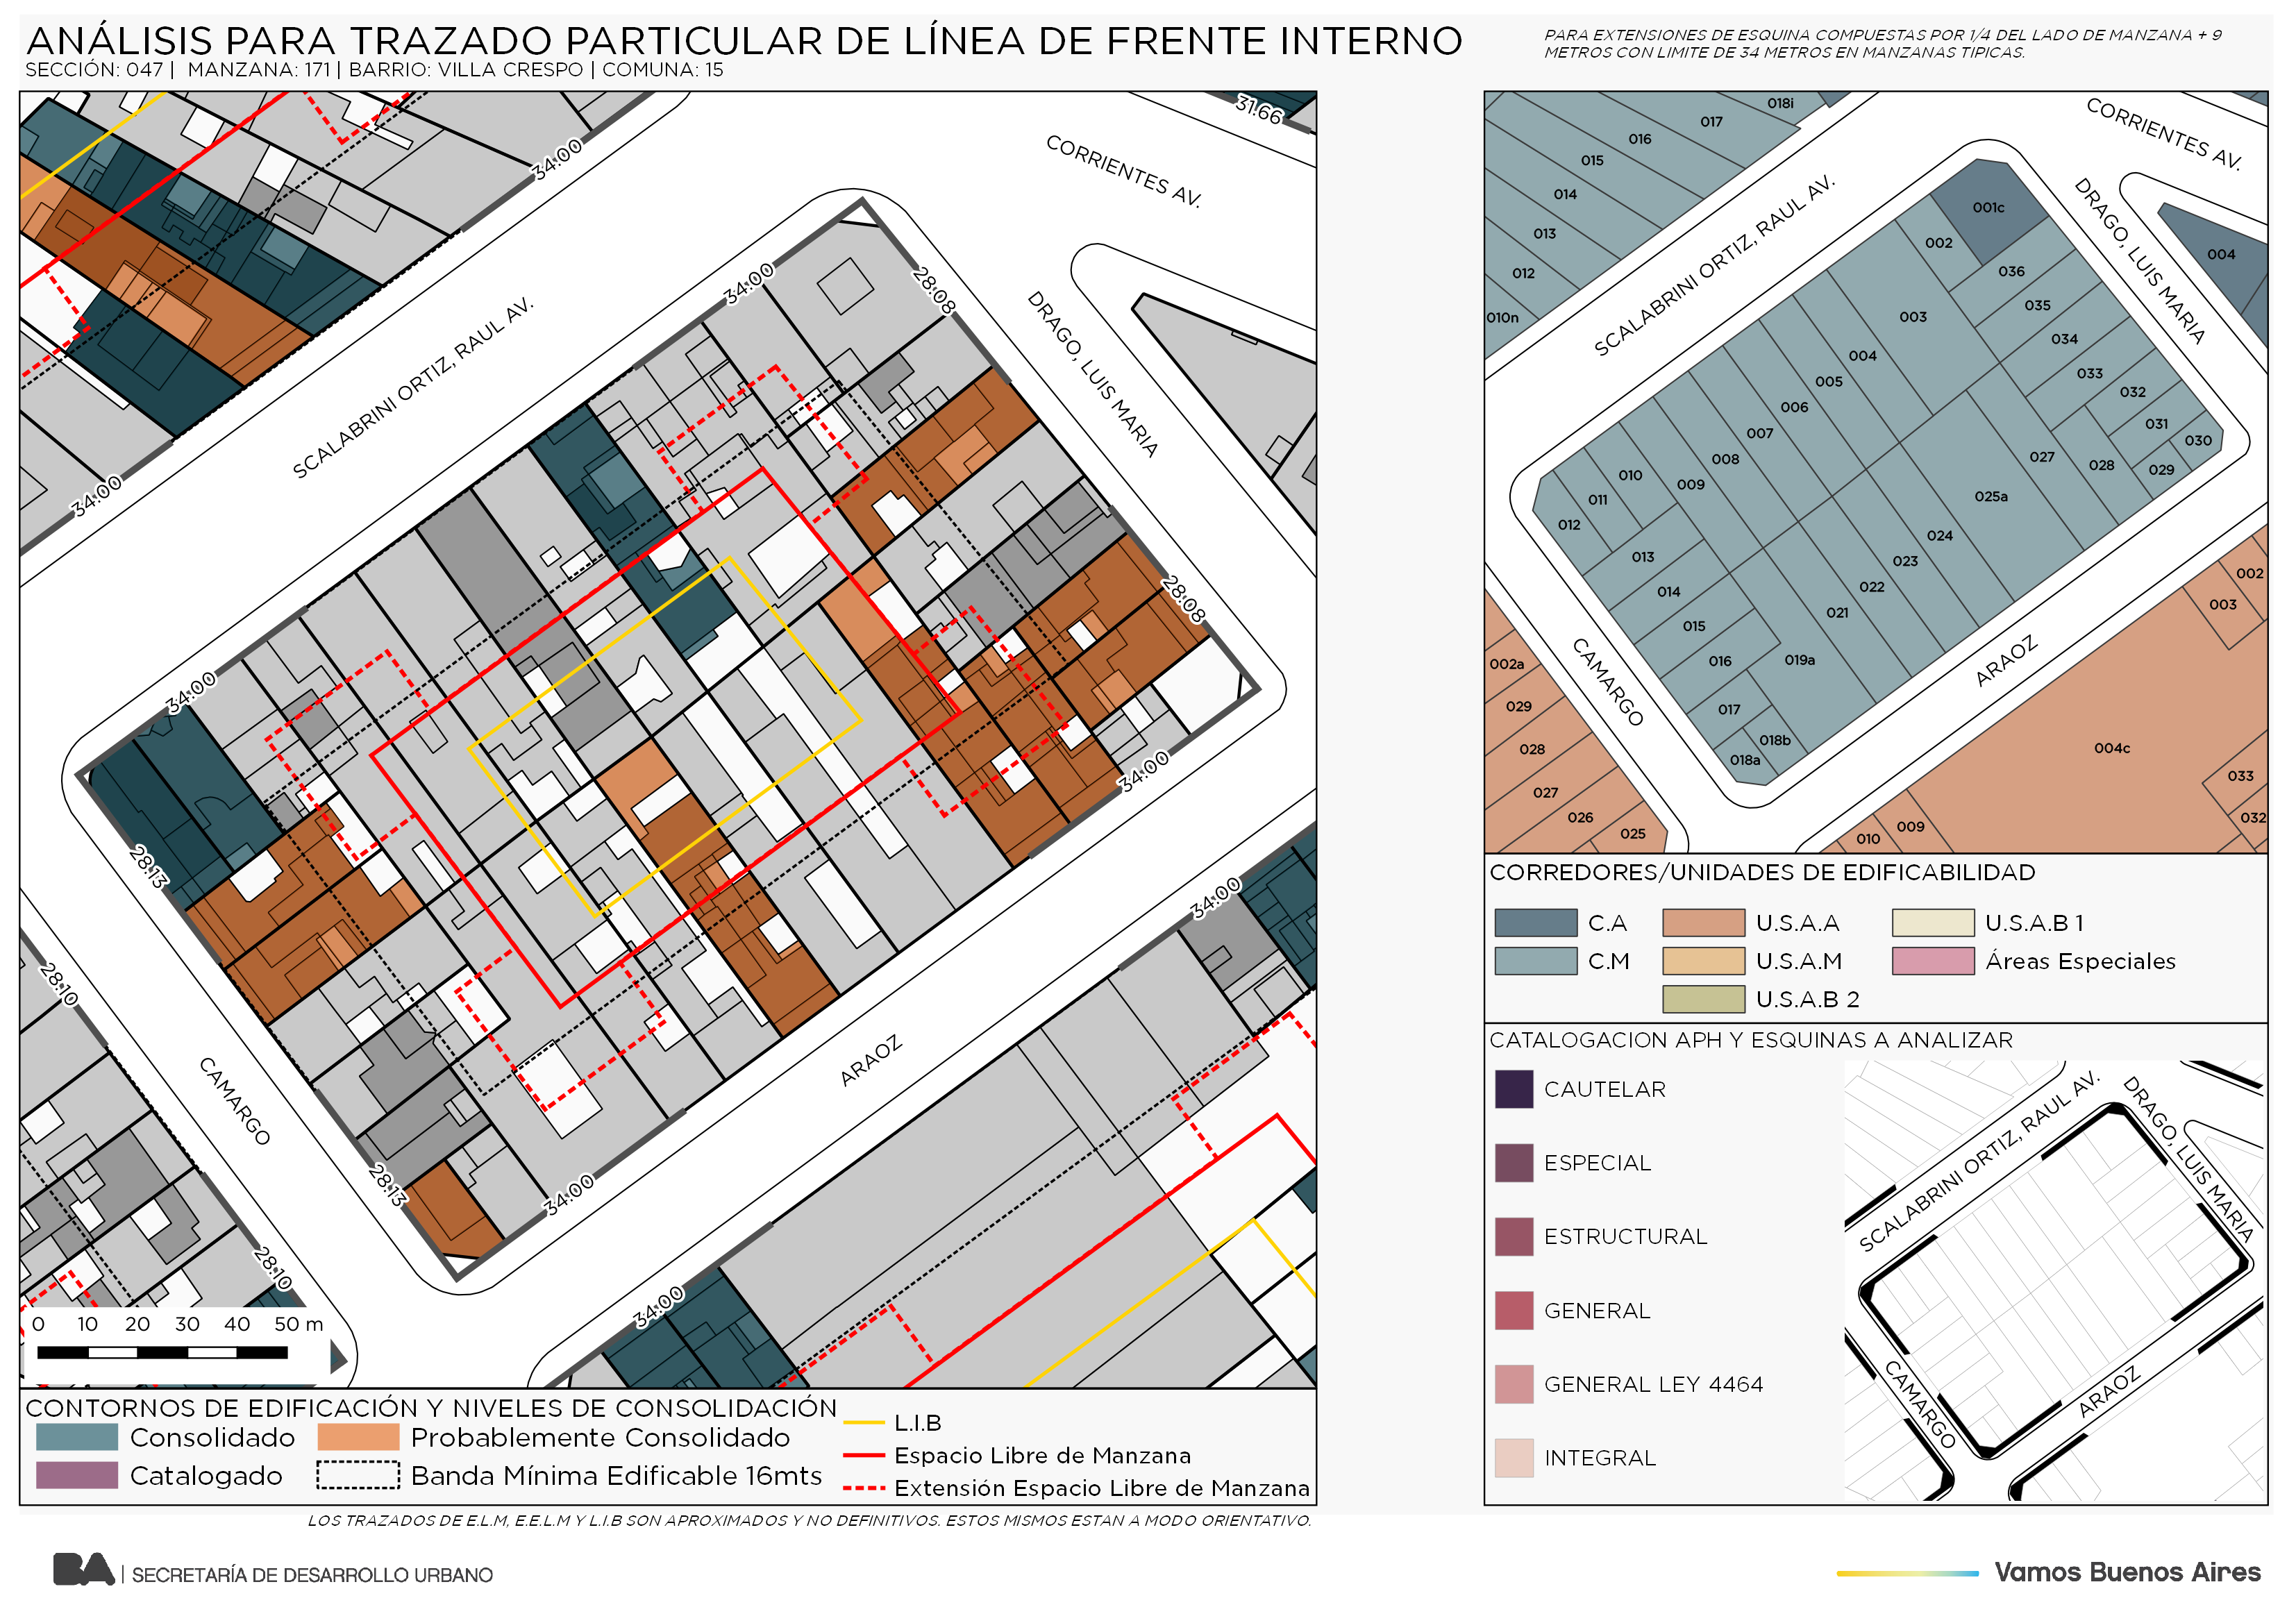 ANÁLISIS PARA TRAZADO PARTICULAR DE LÍNEA DE FRENTE INTERNO
SECCIÓN: 047 | MANZANA: 171 | BARRIO: VILLA CRESPO | COMUNA: 15
PARA EXTENSIONES DE ESQUINA COMPUESTAS POR 1/4 DEL LADO DE MANZANA + 9
METROS CON LIMITE DE 34 METROS EN MANZANAS TIPICAS.
31.66
34.00
CORRIENTES AV.
34.00
28.08
DRAGO, LUIS MARIA
SCALABRINI ORTIZ, RAUL AV.
34.00
28.08
34.00
34.00
28.13
34.00
28.10
ARAOZ
CAMARGO
28.13
34.00
28.10
34.00
0 10 20 30 40 50 m
CONTORNOS DE EDIFICACIÓN Y NIVELES DE CONSOLIDACIÓN
Consolidado
Probablemente Consolidado
Catalogado
Banda Mínima Edificable 16mts
L.I.B
Espacio Libre de Manzana
Extensión Espacio Libre de Manzana
LOS TRAZADOS DE E.L.M, E.E.L.M Y L.I.B SON APROXIMADOS Y NO DEFINITIVOS. ESTOS MISMOS ESTAN A MODO ORIENTATIVO.
018i
017
016
015
014
013
012
010n
CORRIENTES AV.
SCALABRINI ORTIZ, RAUL AV.
DRAGO, LUIS MARIA
001c
002
036
004
003
035
004
034
005
033
006
032
007
031
008
027
030
010
009
028
029
011
025a
012
024
013
023
014
022
002
021
003
015
016
019a
002a
ARAOZ
CAMARGO
029
017
018b
028
018a
004c
033
027
026
025
009
010
032
CORREDORES/UNIDADES DE EDIFICABILIDAD
C.A
U.S.A.A
U.S.A.B 1
C.M
U.S.A.M
Áreas Especiales
U.S.A.B 2
CATALOGACION APH Y ESQUINAS A ANALIZAR
CAUTELAR
ESPECIAL
ESTRUCTURAL
GENERAL
GENERAL LEY 4464
INTEGRAL
SCALABRINI ORTIZ, RAUL AV.
DRAGO, LUIS MARIA
CAMARGO
ARAOZ
BA | SECRETARÍA DE DESARROLLO URBANO
Vamos Buenos Aires